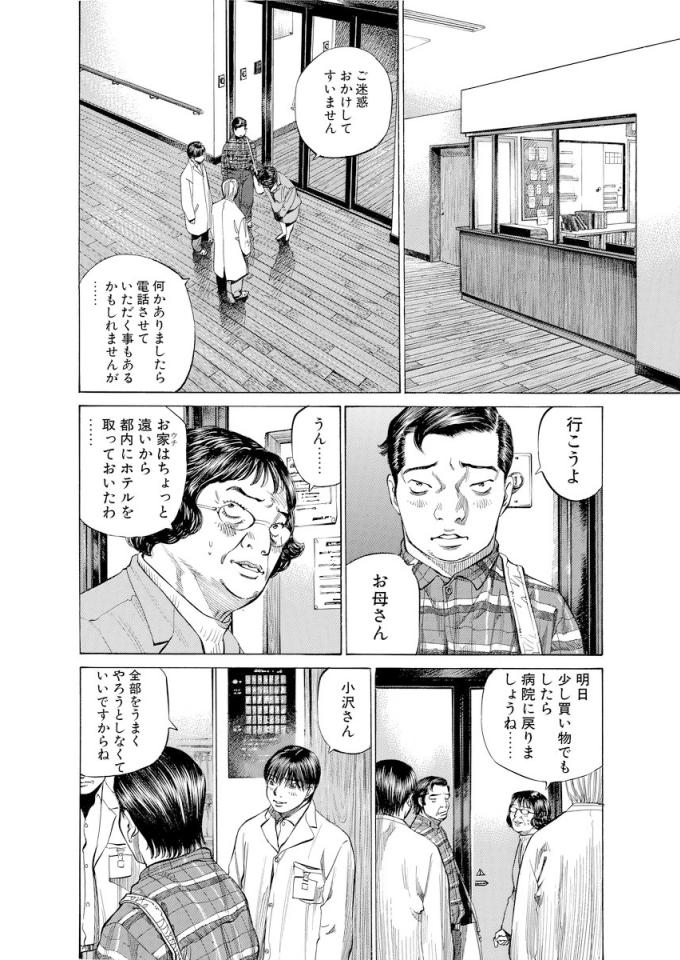 ご迷惑
おかけして
すいません
何かありましたら
電話させて
いただく事もある
かもしれませんが
……
行こうよ
お母さん
うん……
お家はちょっと
ウチ
遠いから
都内にホテルを
取っておいたわ
……
明日
少し買い物でも
したら
病院に戻りま
しょうね……
小沢さん
全部をうまく
やろうとしなくて
いいですからね